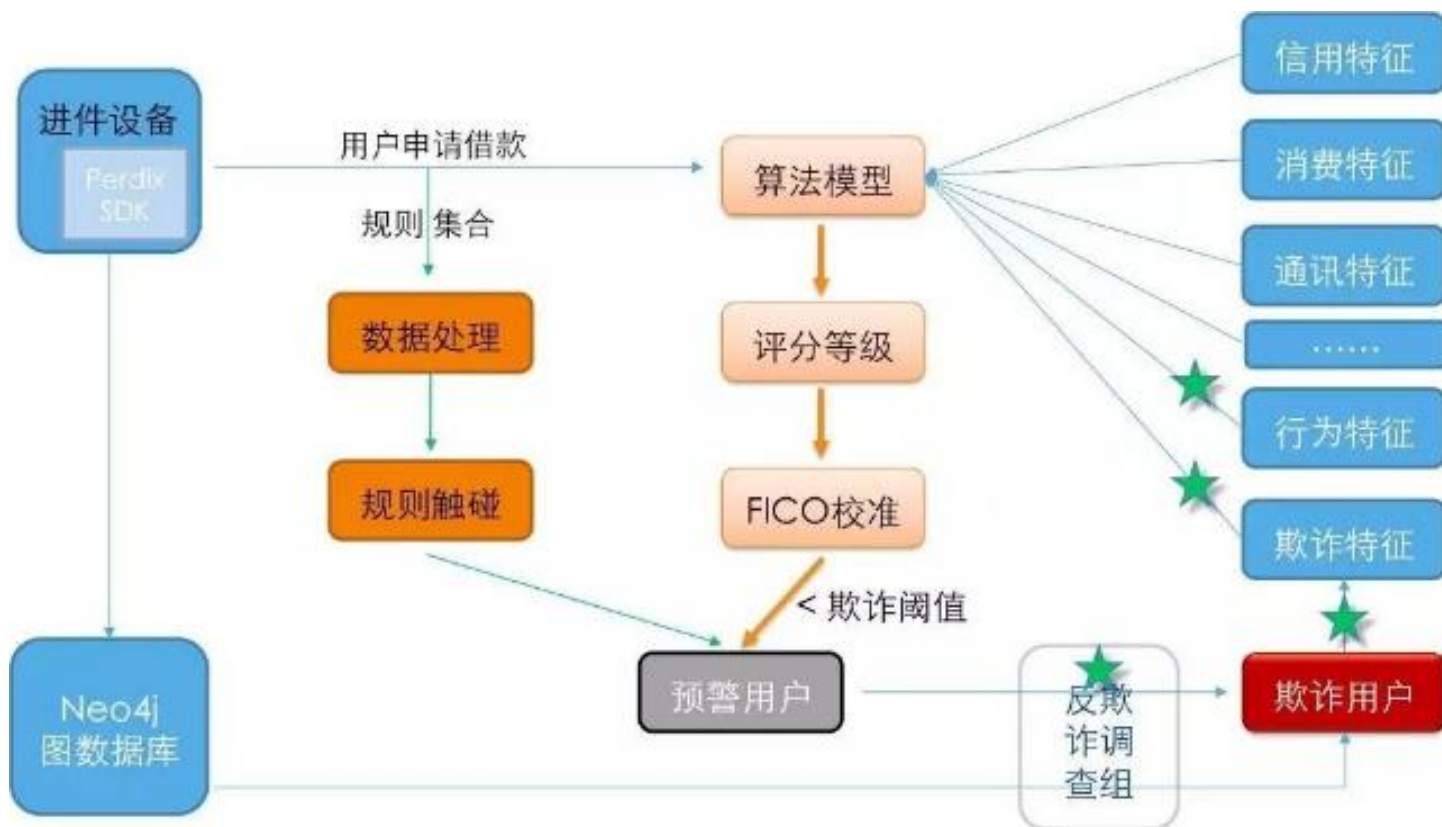 信用特征
进件设备
Perdix
SDK
用户申请借款
算法模型
消费特征
规则 集合
通讯特征
数据处理
评分等级
......
行为特征
规则触碰
FICO校准
欺诈特征
< 欺诈阈值
预警用户
反欺
诈调
查组
欺诈用户
Neo4j
图数据库